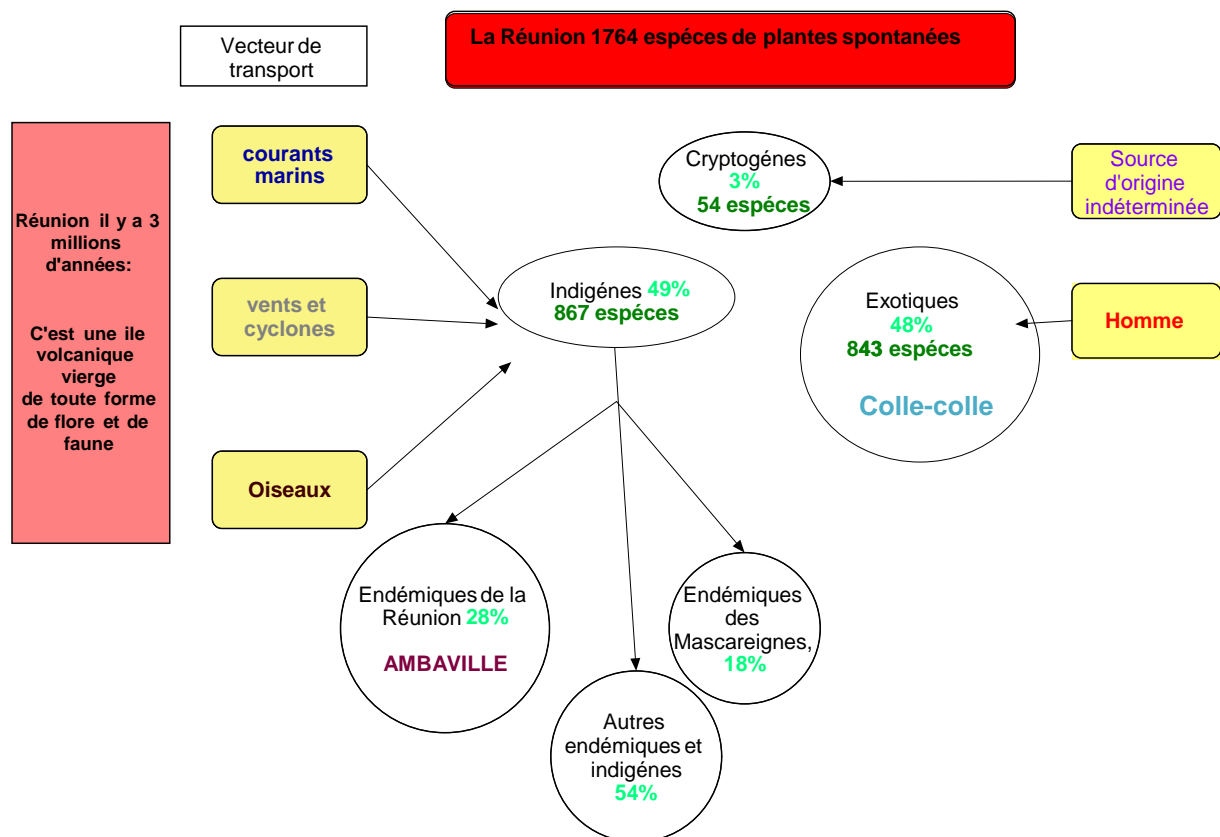 Vecteur de
transport
La Réunion 1764 espéces de plantes spontanées
Réunion il y a 3
millions
d'années:
C'est une ile
volcanique
vierge
de toute forme
de flore et de
faune
courants
marins
vents et
cyclones
Oiseaux
Cryptogénes
3%
54 espéces
Source
d'origine
indéterminée
Indigénes 49%
867 espéces
Exotiques
48%
843 espéces
Colle-colle
Homme
Endémiques de la
Réunion 28%
AMBAVILLE
Autres
endémiques et
indigénes
54%
Endémiques
des
Mascareignes,
18%